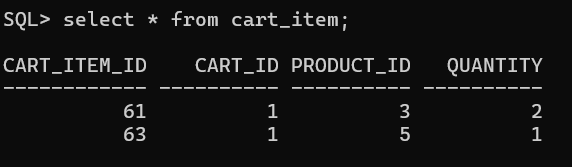 SQL> select * from cart_item;
CART_ITEM_ID    CART_ID PRODUCT_ID   QUANTITY
------------ ---------- ---------- ----------
          61          1          3          2
          63          1          5          1